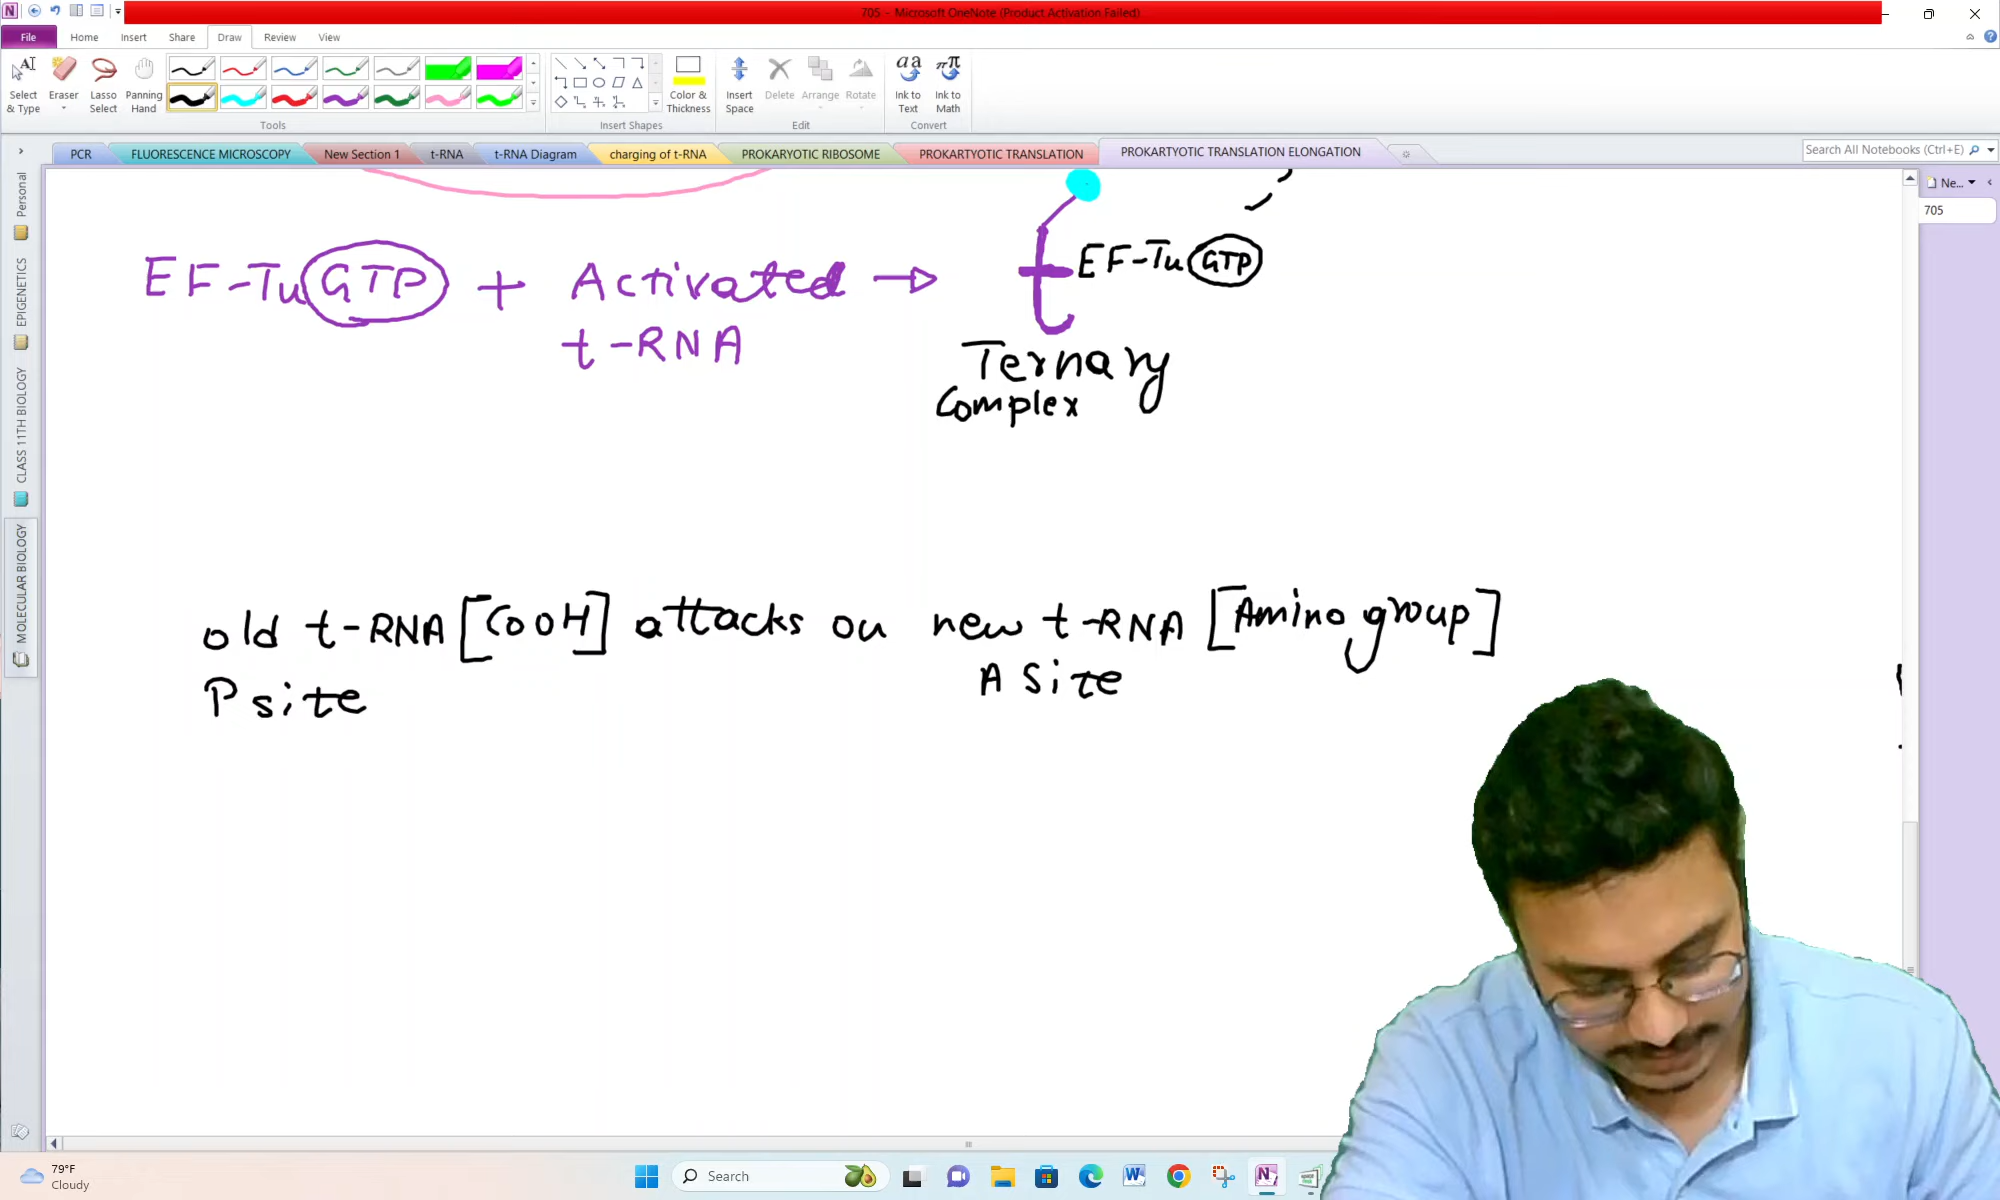 705 - Microsoft OneNote (Product Activation Failed)
File Home Insert Share Draw Review View
Select & Type
Eraser
Lasso Select
Panning Hand
Color & Thickness
Insert Space
Delete
Arrange
Rotate
Ink to Text
Ink to Math
Tools
Insert Shapes
Edit
Convert
PCR FLUORESCENCE MICROSCOPY New Section 1 t-RNA t-RNA Diagram charging of t-RNA PROKARYOTIC RIBOSOME PROKARTYOTIC TRANSLATION PROKARTYOTIC TRANSLATION ELONGATION
Search All Notebooks (Ctrl+E)
Ne...
705
Personal
EPIGENETICS
CLASS 11TH BIOLOGY
MOLECULAR BIOLOGY
EF-Tu GTP + Activated →
t-RNA
EF-Tu GTP
Ternary
Complex
old t-RNA [COOH] attacks on new t-RNA [Amino group]
P site
A Site
79°F
Cloudy
Search